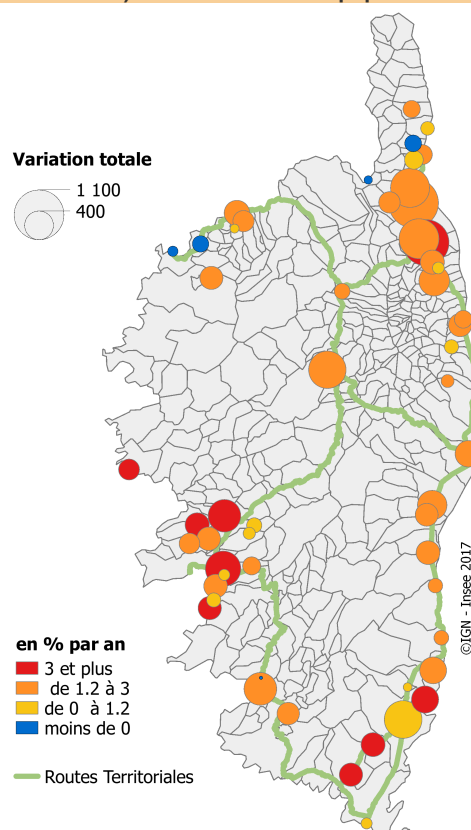 Variation totale
1 100
400
©IGN - Insee 2017
en % par an
3 et plus
de 1.2 à 3
de 0 à 1.2
moins de 0
Routes Territoriales